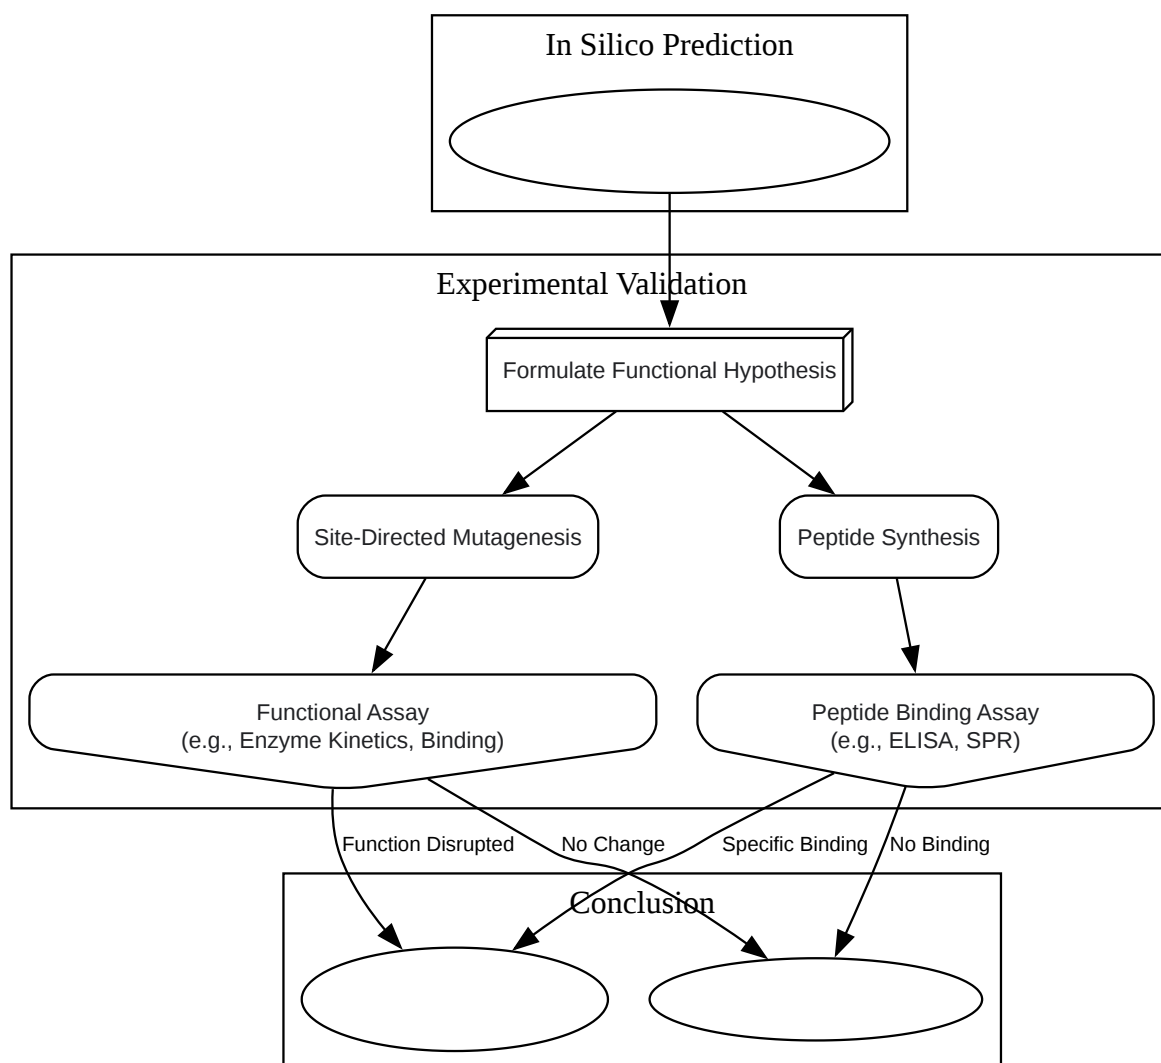 In Silico Prediction
Experimental Validation
Formulate Functional Hypothesis
Site-Directed Mutagenesis
Peptide Synthesis
Functional Assay
(e.g., Enzyme Kinetics, Binding)
Peptide Binding Assay
(e.g., ELISA, SPR)
Function Disrupted
No Change
Specific Binding
No Binding
Conclusion